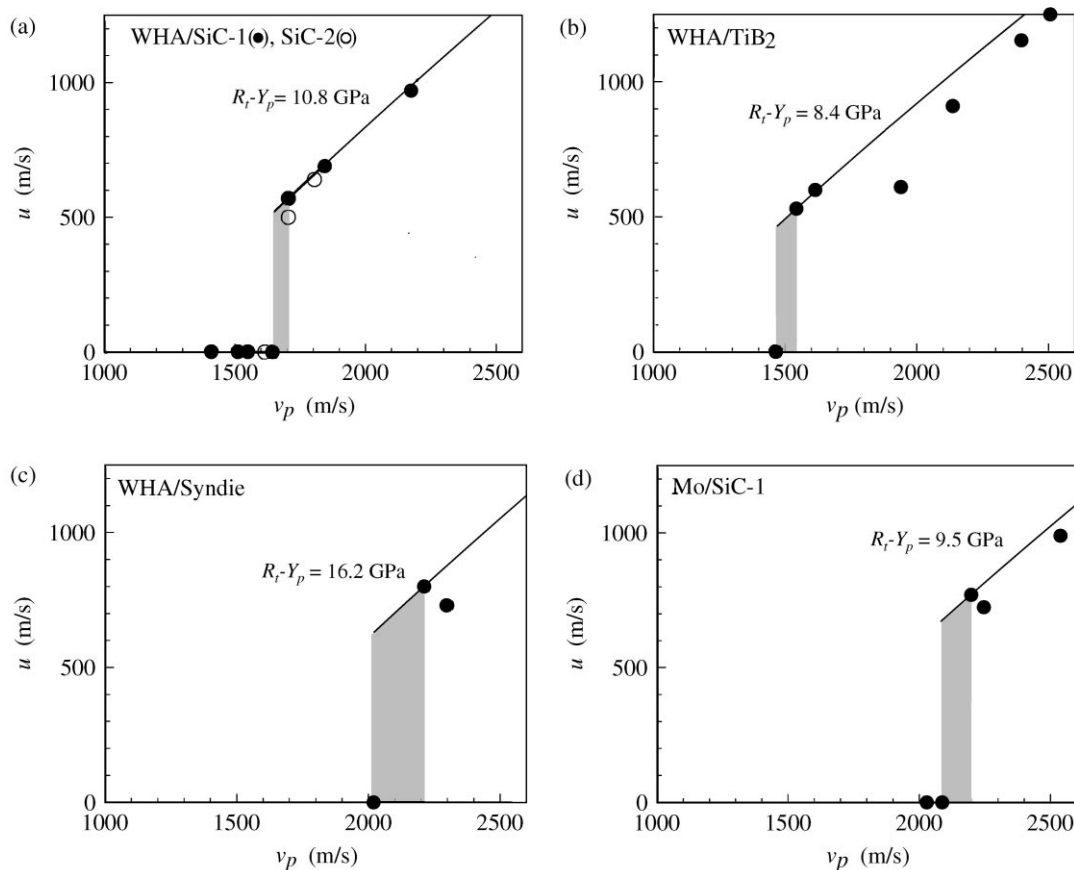 (a)
WHA/SiC-1(●), SiC-2(○)
R_t-Y_p= 10.8 GPa
u (m/s)
1000
500
0
1000
1500
2000
2500
v_p (m/s)
(b)
WHA/TiB₂
R_t-Y_p = 8.4 GPa
u (m/s)
1000
500
0
1000
1500
2000
2500
v_p (m/s)
(c)
WHA/Syndie
R_t-Y_p = 16.2 GPa
u (m/s)
1000
500
0
1000
1500
2000
2500
v_p (m/s)
(d)
Mo/SiC-1
R_t-Y_p = 9.5 GPa
u (m/s)
1000
500
0
1000
1500
2000
2500
v_p (m/s)